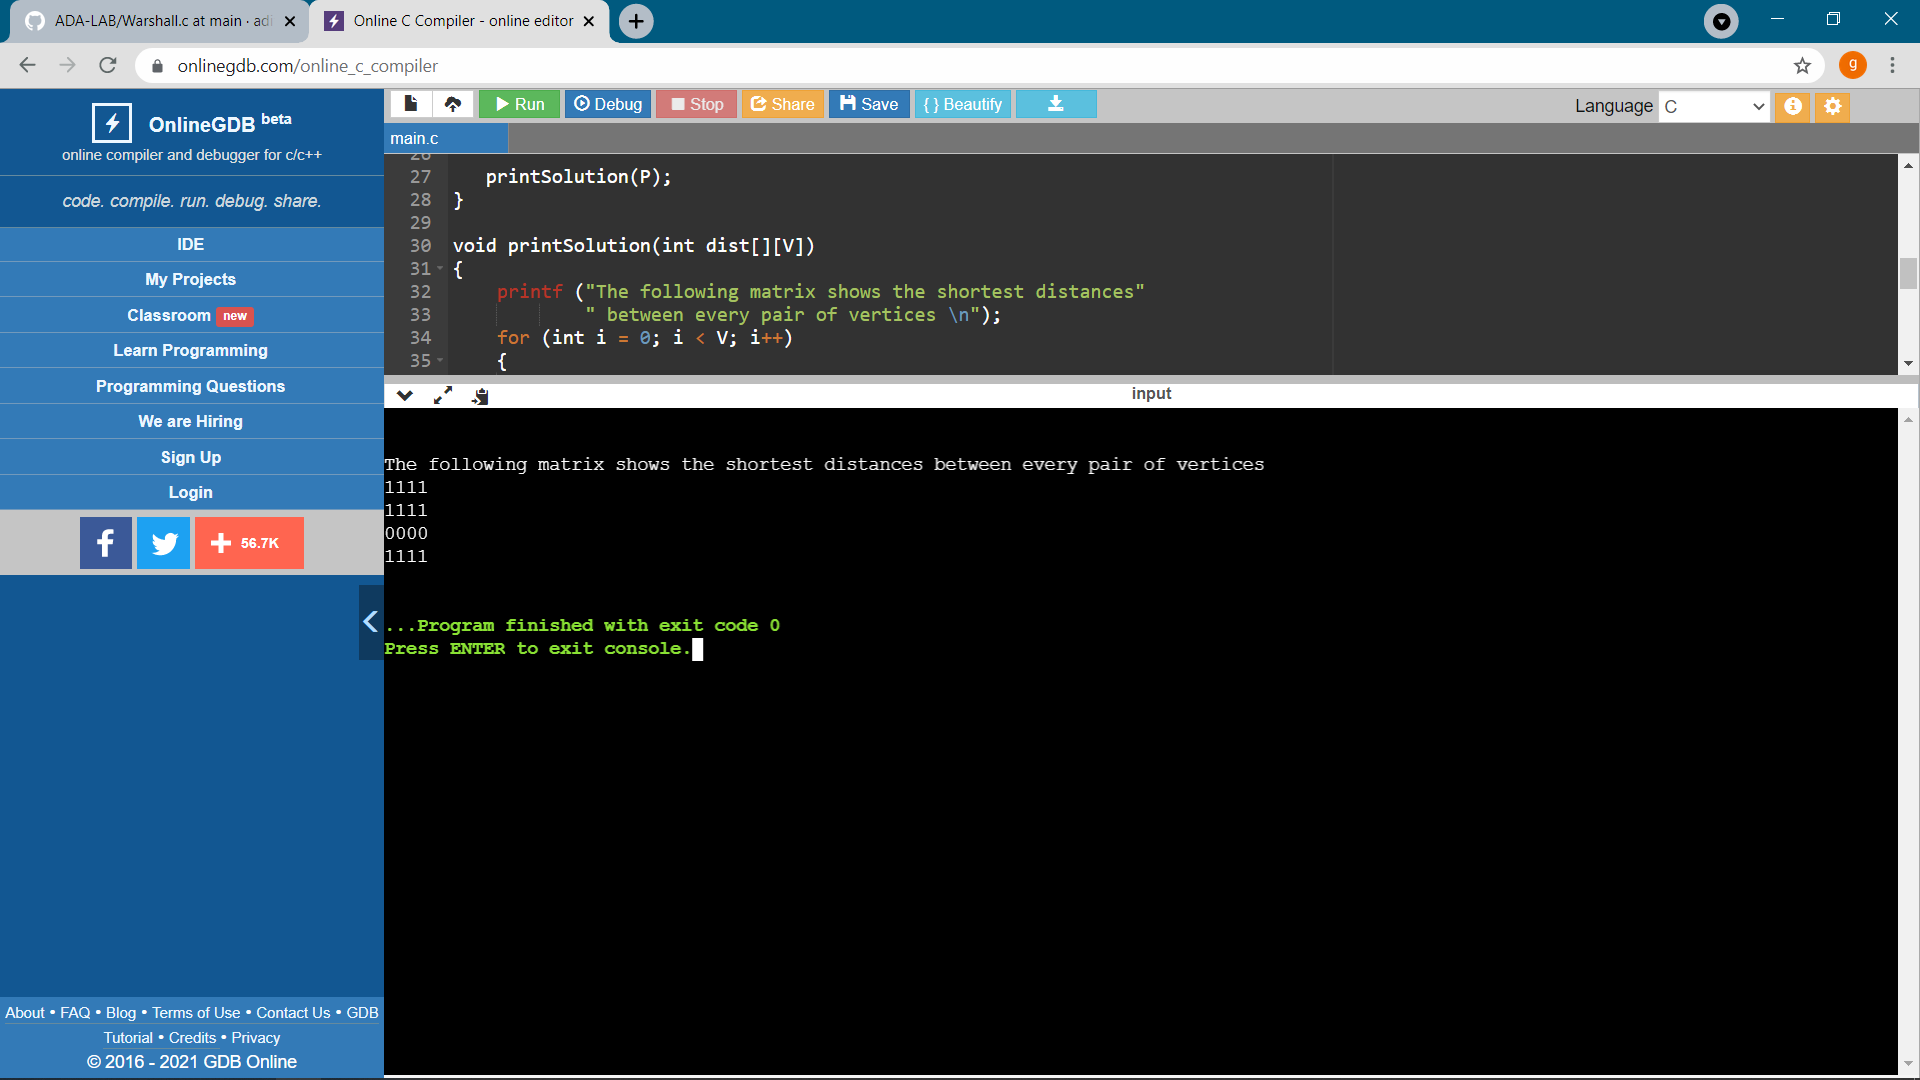 ADA-LAB/Warshall.c at main · adi
Online C Compiler - online editor
g
onlinegdb.com/online_c_compiler
OnlineGDB beta
online compiler and debugger for c/c++
code. compile. run. debug. share.
IDE
My Projects
Classroom new
Learn Programming
Programming Questions
We are Hiring
Sign Up
Login
f
56.7K
About • FAQ • Blog • Terms of Use • Contact Us • GDB
Tutorial • Credits • Privacy
© 2016 - 2021 GDB Online
Run
Debug
Stop
Share
Save
{ } Beautify
Language C
main.c
26
27 printSolution(P);
28 }
29
30 void printSolution(int dist[][V])
31 {
32 printf ("The following matrix shows the shortest distances"
33 " between every pair of vertices \n");
34 for (int i = 0; i < V; i++)
35 {
input
The following matrix shows the shortest distances between every pair of vertices
1111
1111
0000
1111
...Program finished with exit code 0
Press ENTER to exit console.